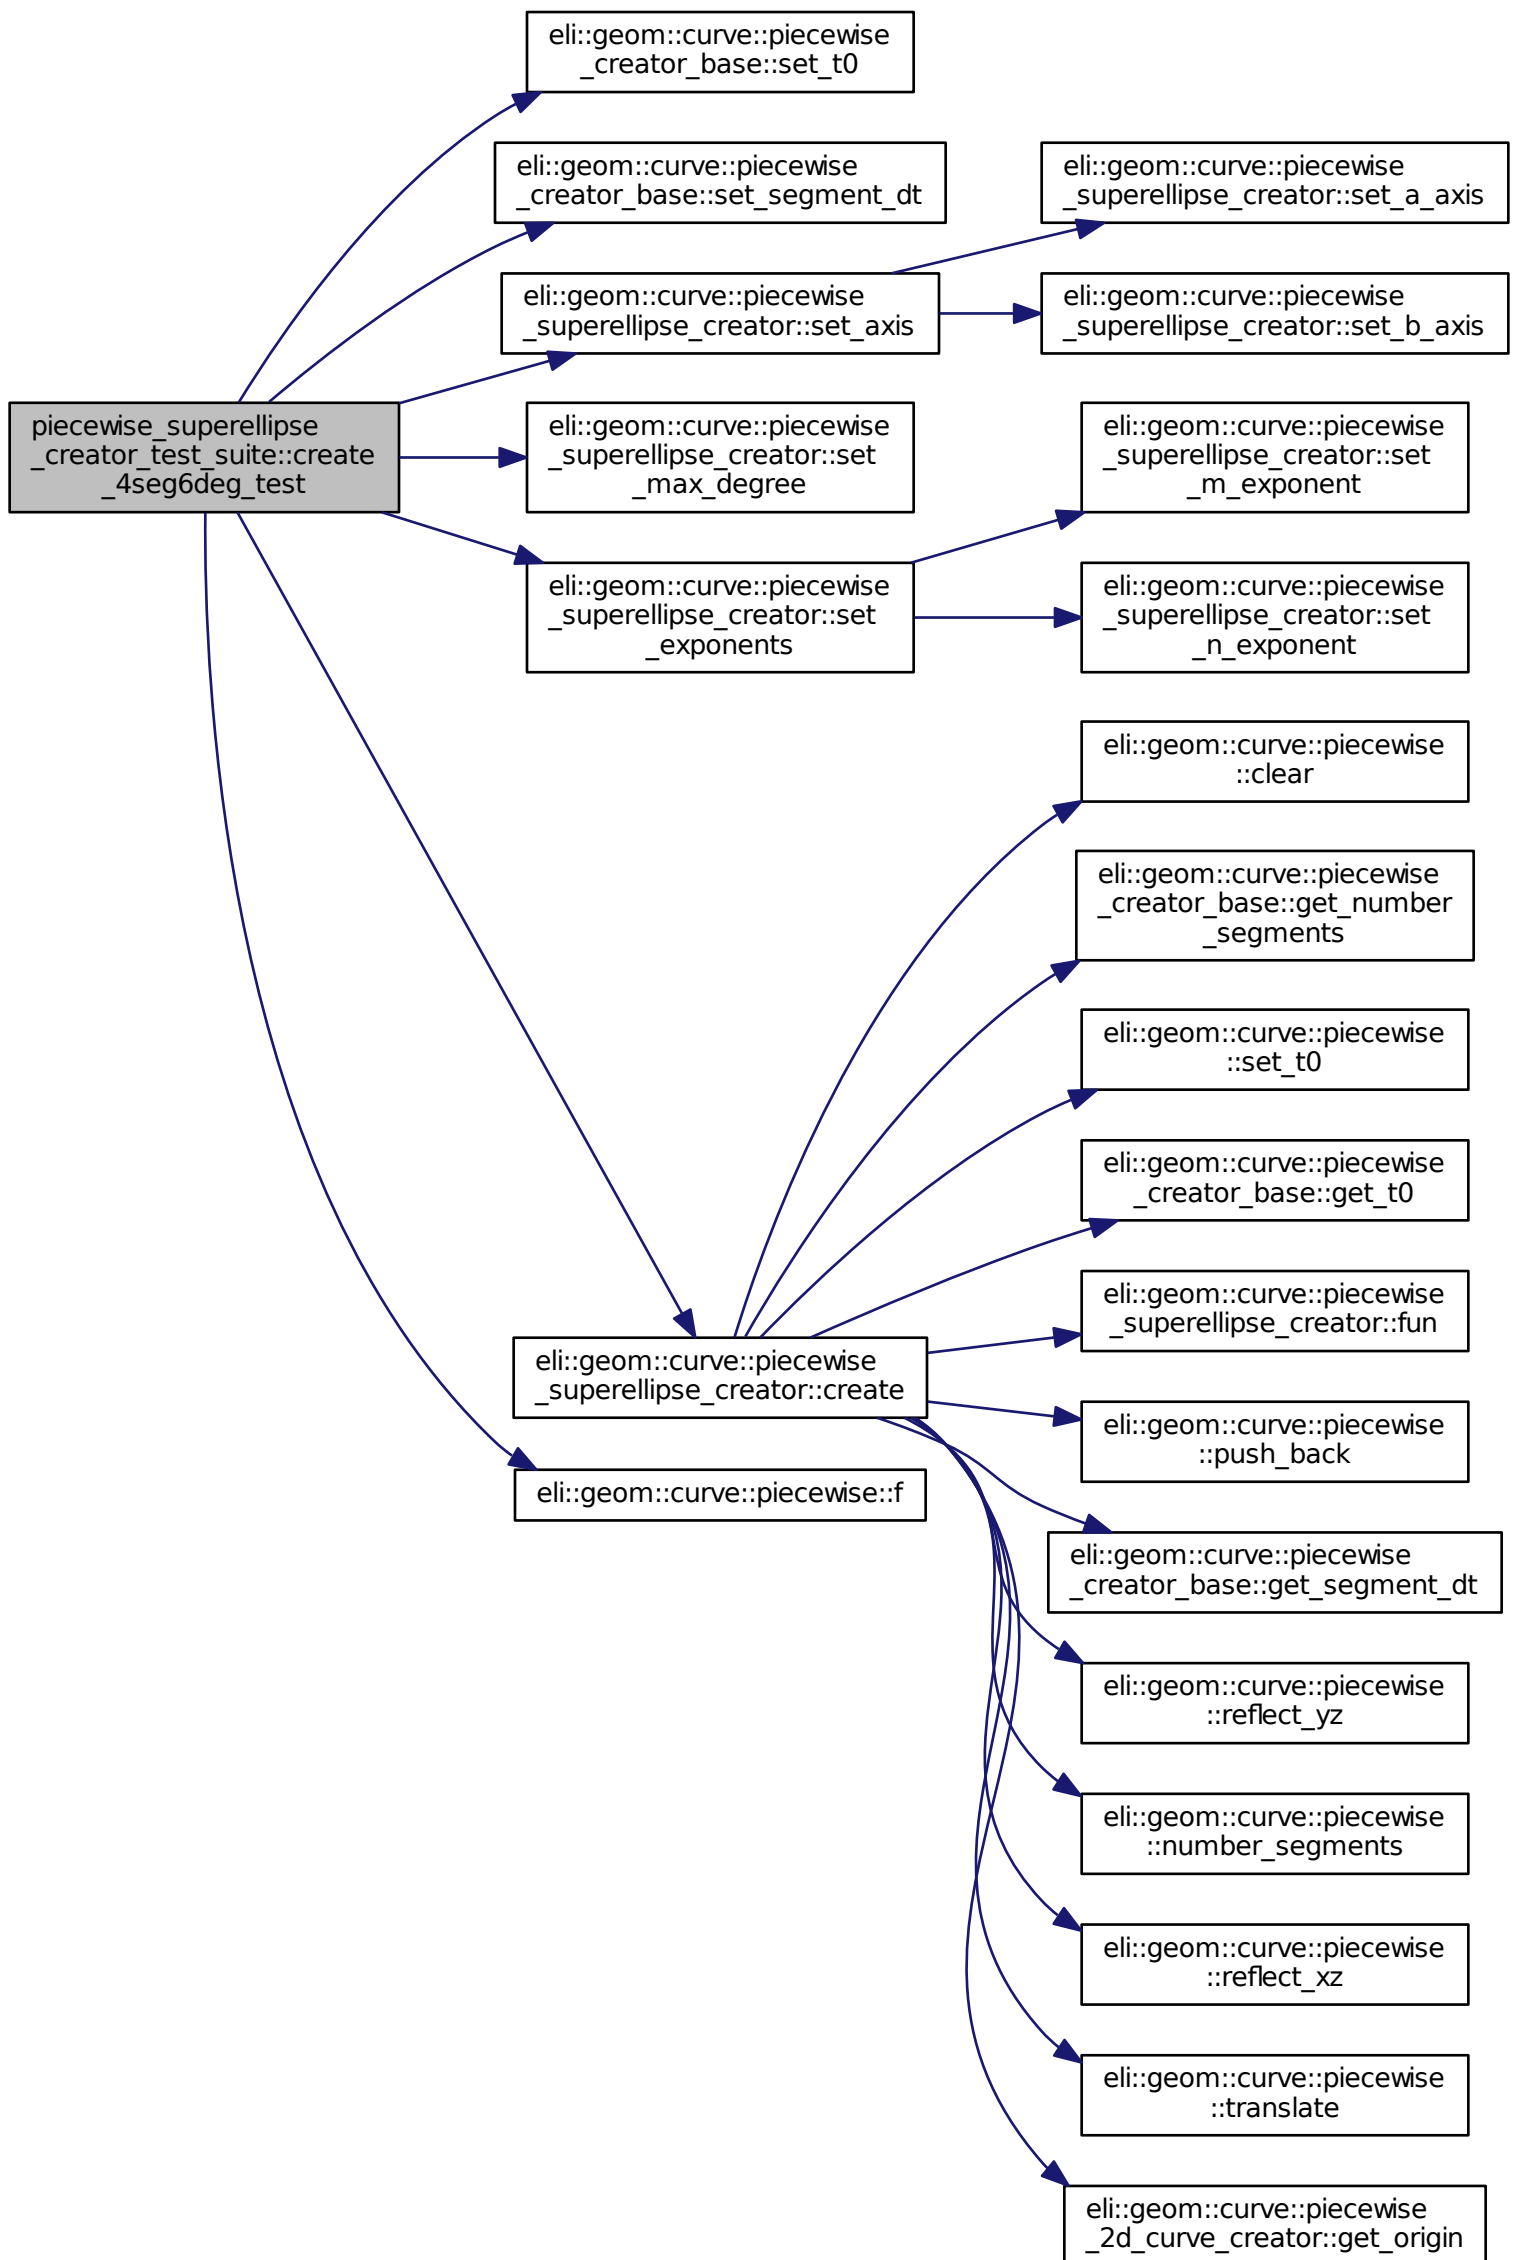 eli::geom::curve::piecewise
_creator_base::set_t0
eli::geom::curve::piecewise
_creator_base::set_segment_dt
eli::geom::curve::piecewise
_superellipse_creator::set_a_axis
eli::geom::curve::piecewise
_superellipse_creator::set_axis
eli::geom::curve::piecewise
_superellipse_creator::set_b_axis
piecewise_superellipse
_creator_test_suite::create
_4seg6deg_test
eli::geom::curve::piecewise
_superellipse_creator::set
_max_degree
eli::geom::curve::piecewise
_superellipse_creator::set
_m_exponent
eli::geom::curve::piecewise
_superellipse_creator::set
_exponents
eli::geom::curve::piecewise
_superellipse_creator::set
_n_exponent
eli::geom::curve::piecewise
::clear
eli::geom::curve::piecewise
_creator_base::get_number
_segments
eli::geom::curve::piecewise
::set_t0
eli::geom::curve::piecewise
_creator_base::get_t0
eli::geom::curve::piecewise
_superellipse_creator::fun
eli::geom::curve::piecewise
_superellipse_creator::create
eli::geom::curve::piecewise
::push_back
eli::geom::curve::piecewise::f
eli::geom::curve::piecewise
_creator_base::get_segment_dt
eli::geom::curve::piecewise
::reflect_yz
eli::geom::curve::piecewise
::number_segments
eli::geom::curve::piecewise
::reflect_xz
eli::geom::curve::piecewise
::translate
eli::geom::curve::piecewise
_2d_curve_creator::get_origin